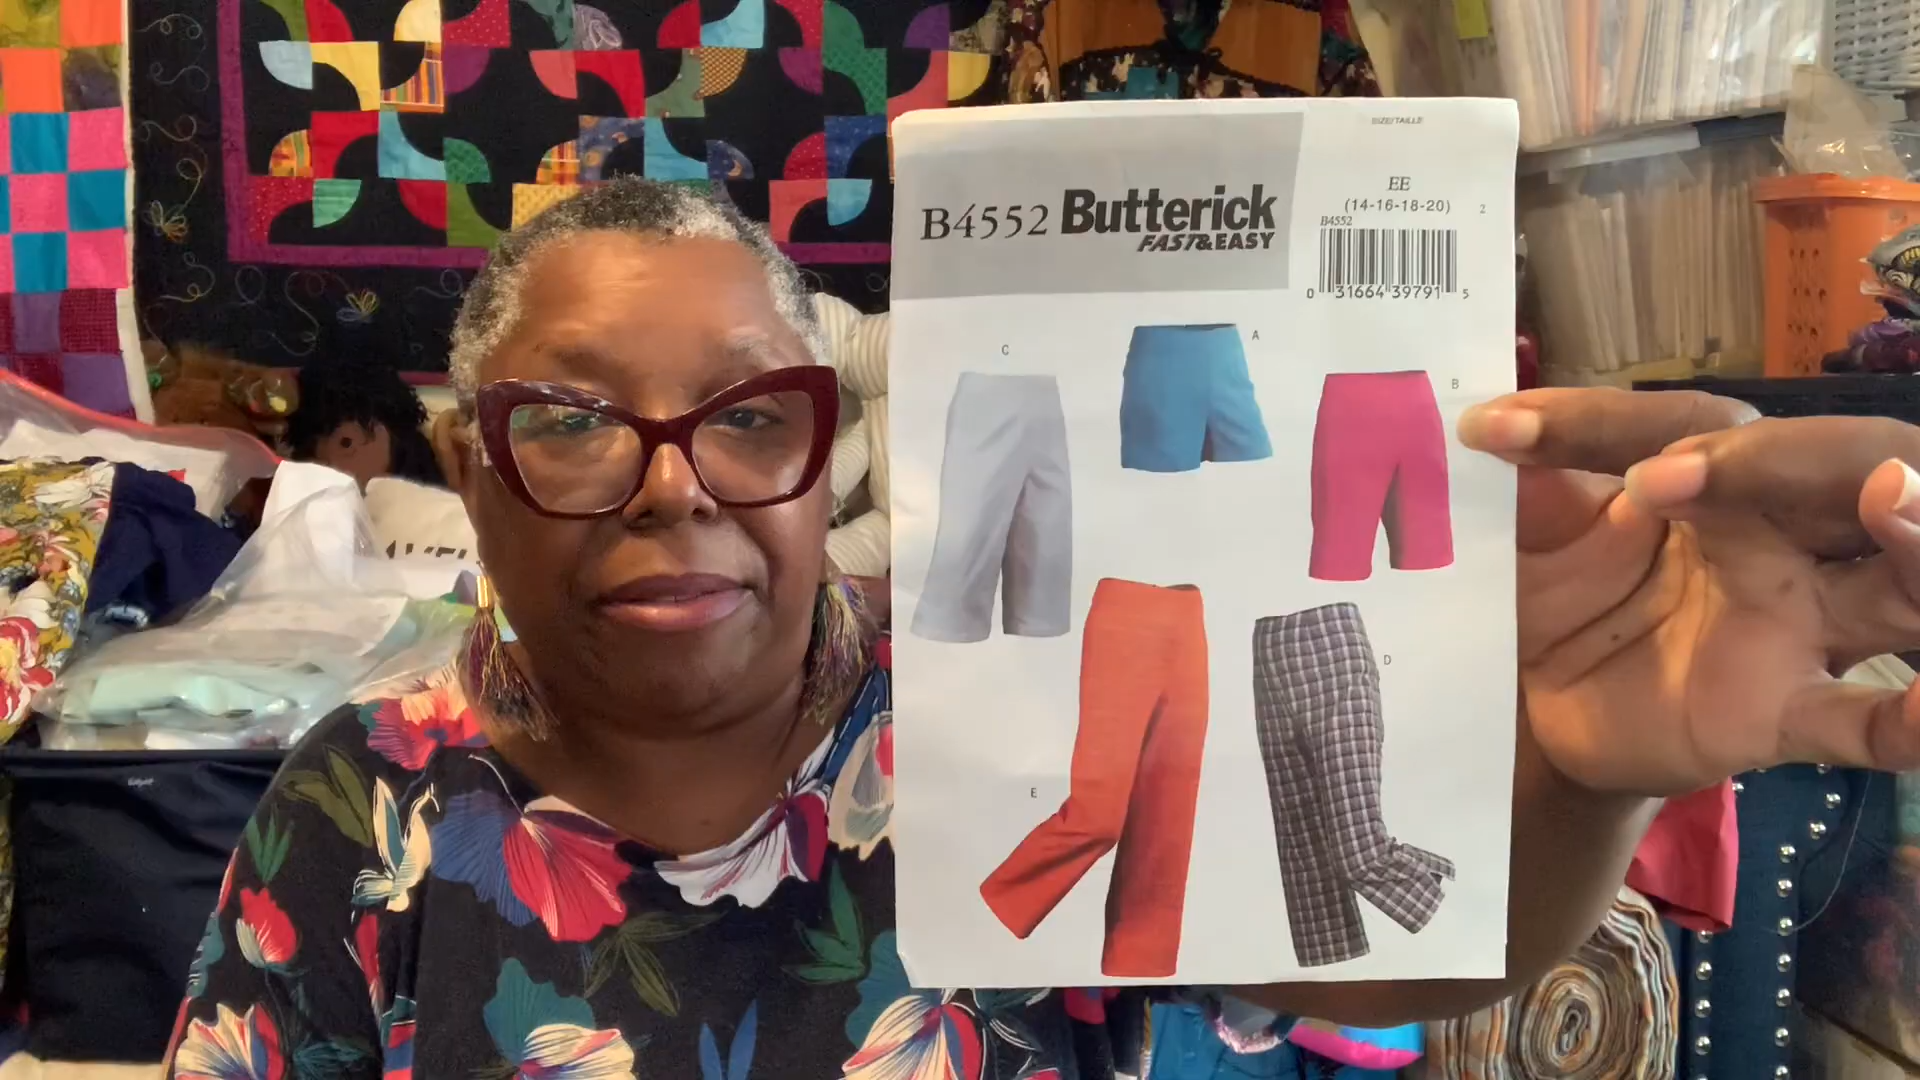 SIZE/TAILLE
EE
(14-16-18-20)
2
B4552
0 31664 39791 5
B4552 Butterick
FAST&EASY
A
C
B
D
E